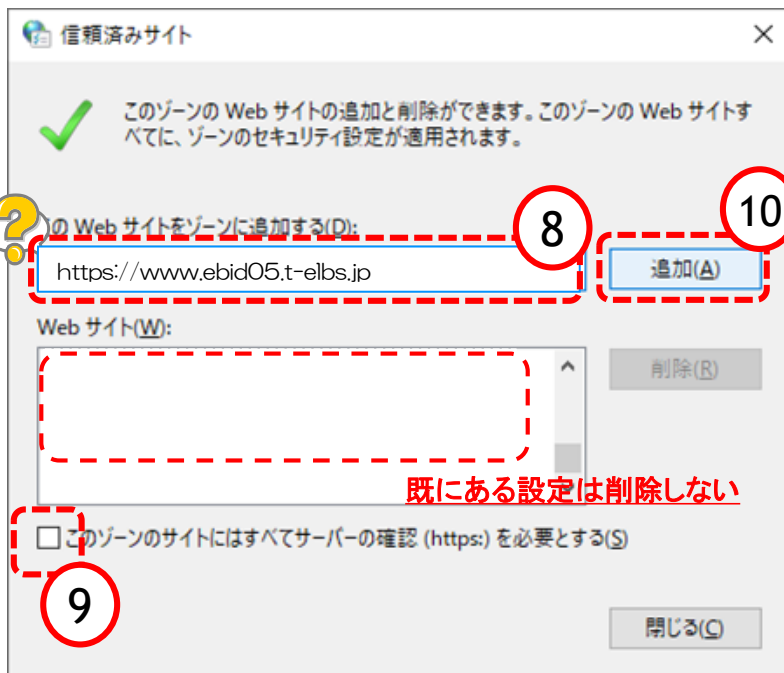 信頼済みサイト
このゾーンの Web サイトの追加と削除ができます。このゾーンの Web サイトす
べてに、ゾーンのセキュリティ設定が適用されます。
?
の Web サイトをゾーンに追加する(D):
8
10
https://www.ebid05.t-elbs.jp
追加(A)
Web サイト(W):
削除(R)
既にある設定は削除しない
このゾーンのサイトにはすべてサーバーの確認 (https:) を必要とする(S)
9
閉じる(C)